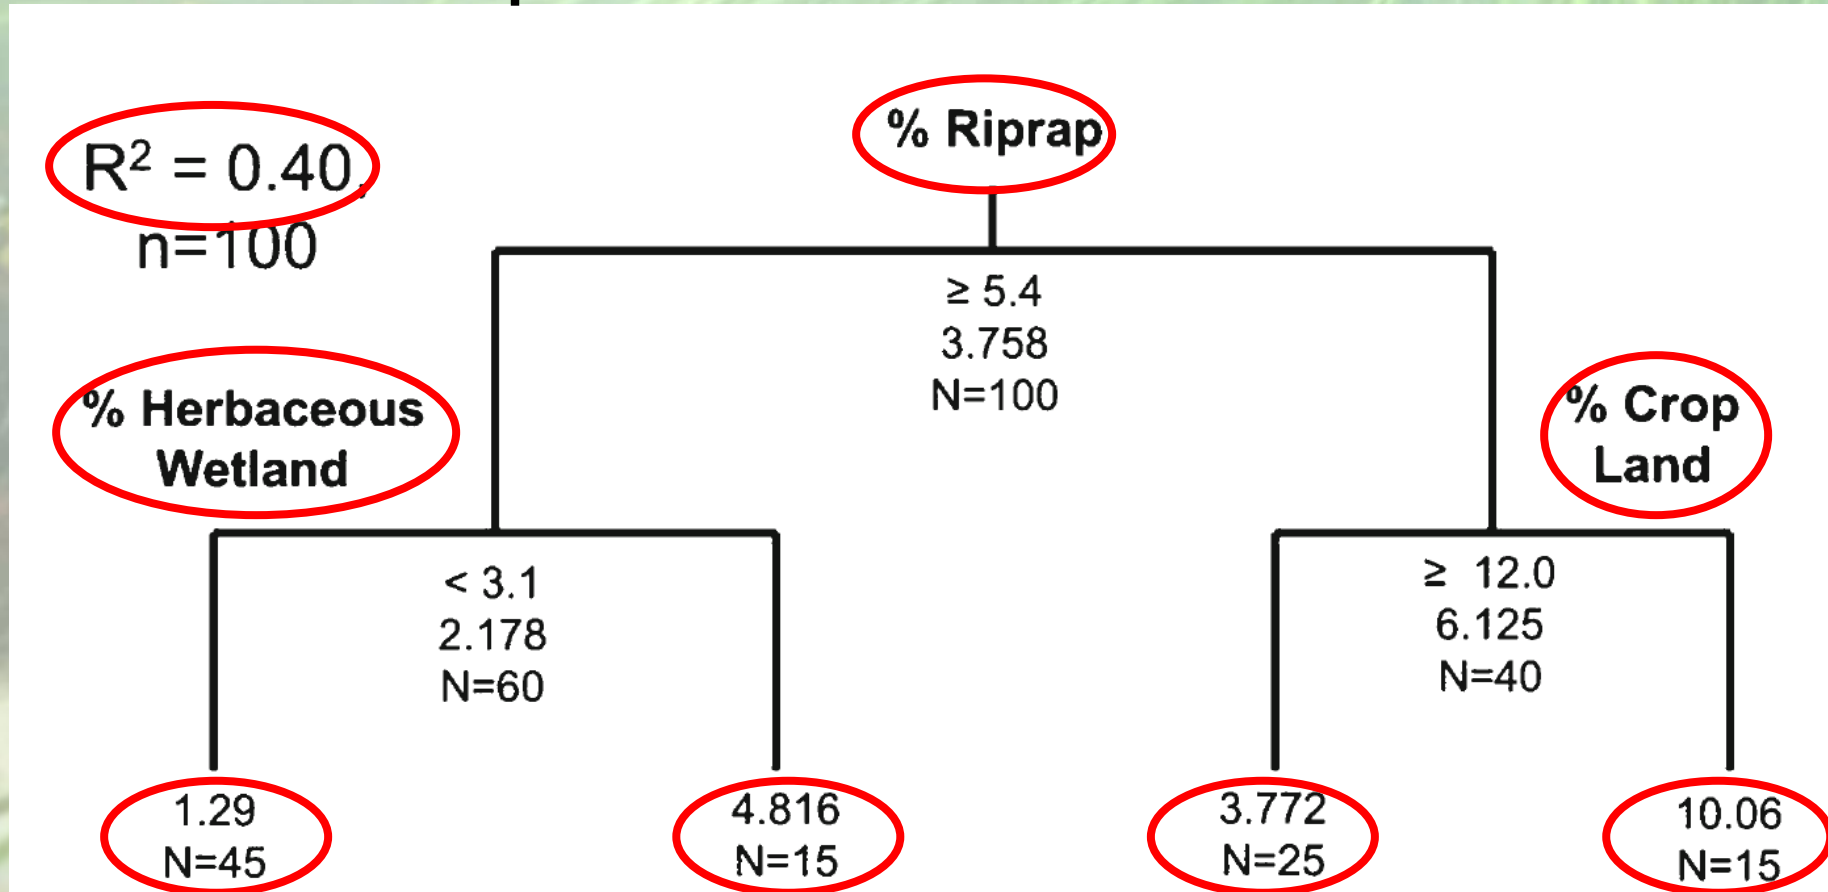 % Riprap
R² = 0.40,
n=100
≥ 5.4
3.758
N=100
% Herbaceous
Wetland
% Crop
Land
< 3.1
2.178
N=60
≥ 12.0
6.125
N=40
1.29
N=45
4.816
N=15
3.772
N=25
10.06
N=15